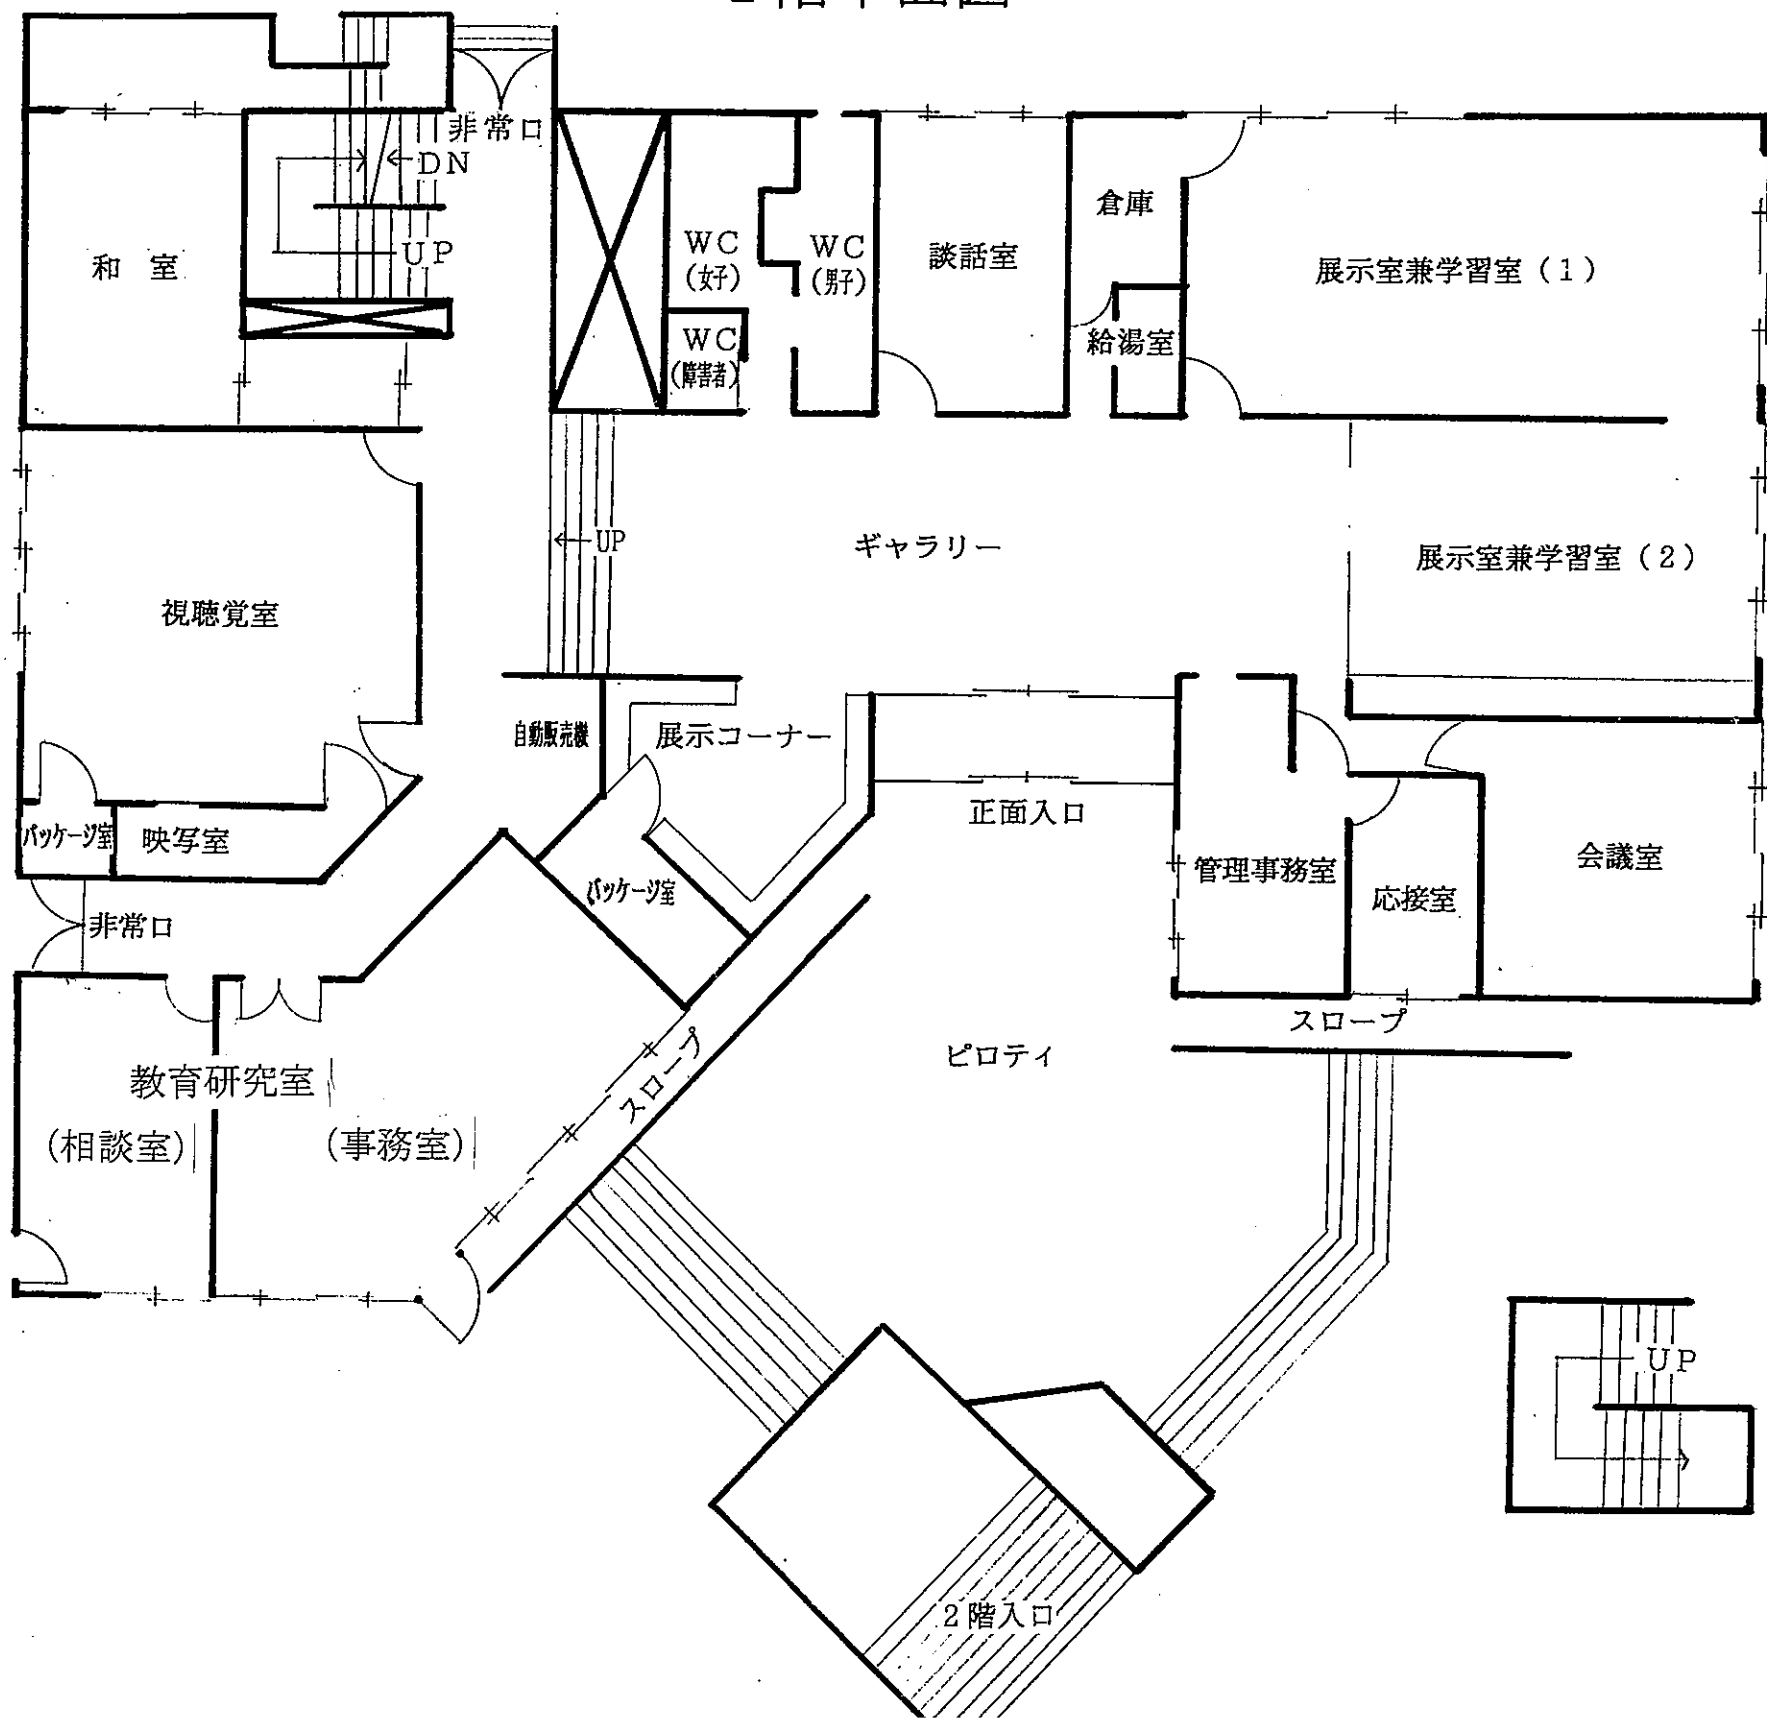 階平面図
非常口
DN
倉庫
UP
WC
(女子)
WC
(男子)
談話室
和 室
展示室兼学習室（1）
WC
(障害者)
給湯室
UP
ギャラリー
展示室兼学習室（2）
視聴覚室
自動販売機
展示コーナー
正面入口
パッケージ室
映写室
管理事務室
会議室
パッケージ室
応接室
非常口
スロープ
スロープ
ピロティ
教育研究室
(相談室)
(事務室)
UP
2階入口